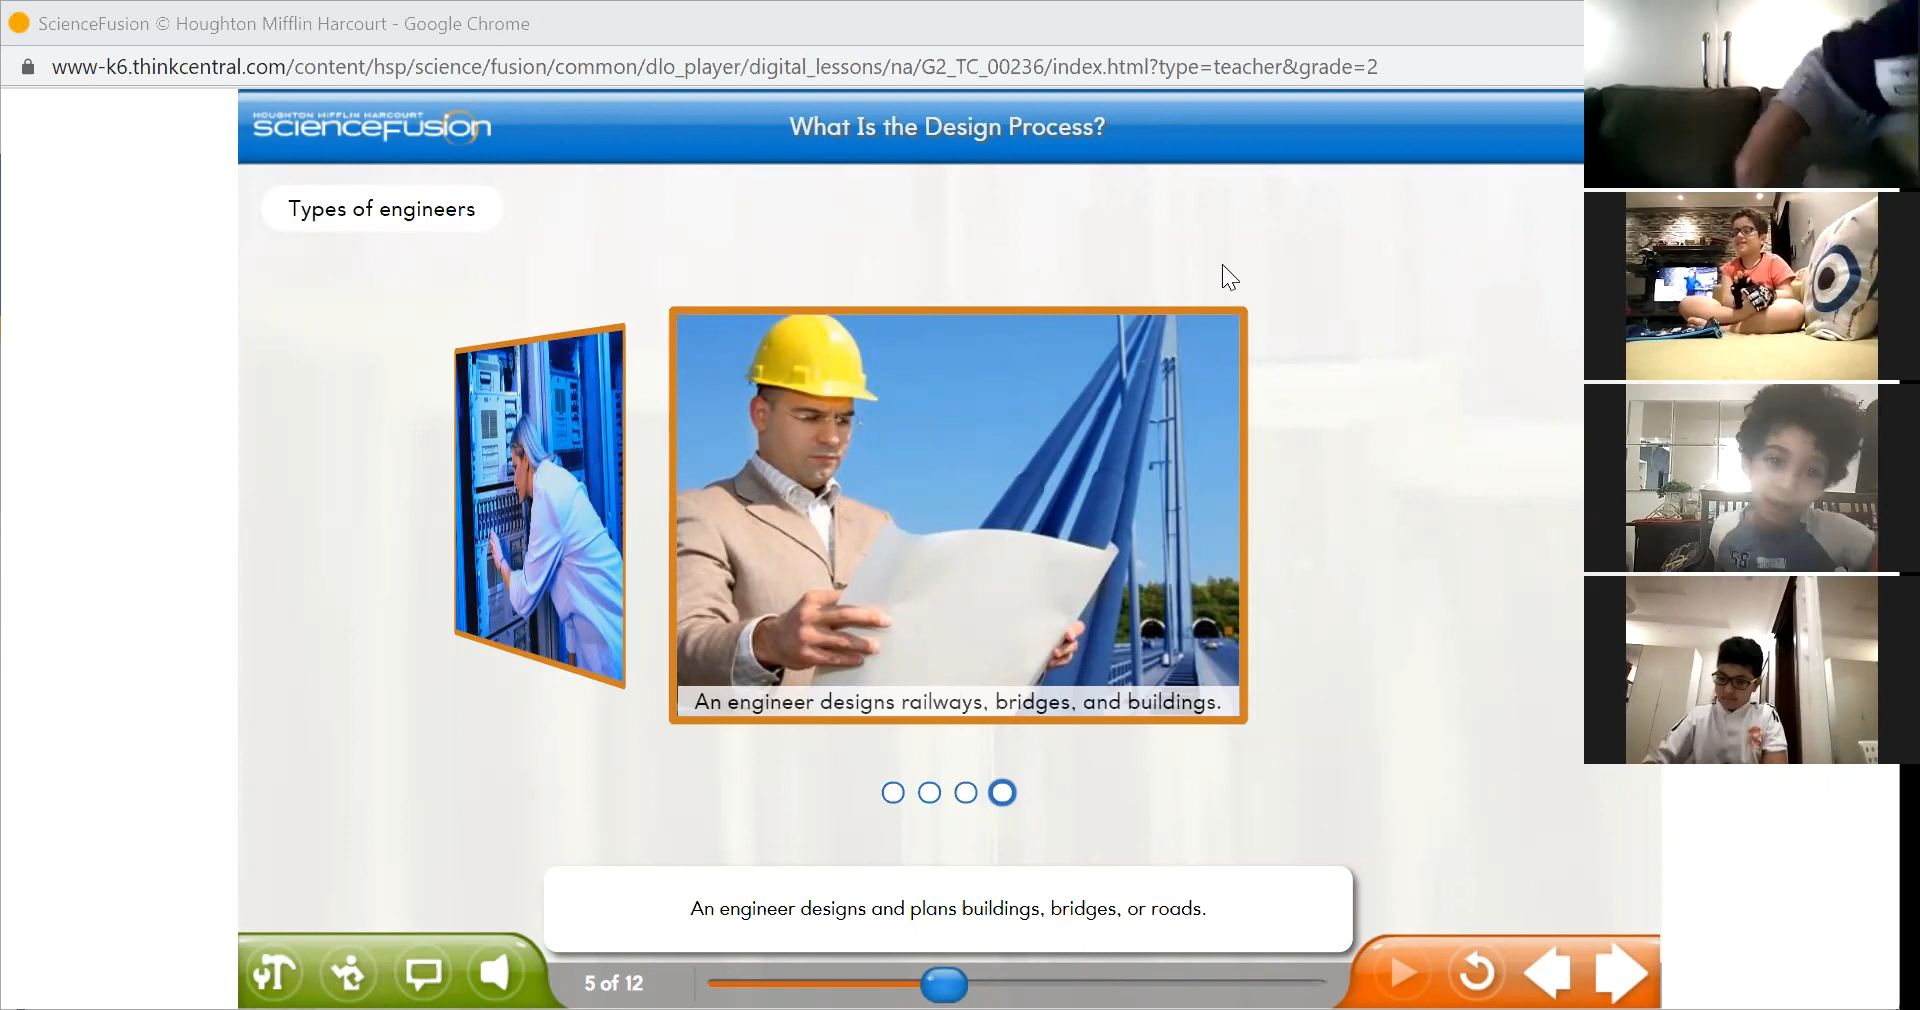 ScienceFusion © Houghton Mifflin Harcourt - Google Chrome
www-k6.thinkcentral.com/content/hsp/science/fusion/common/dlo_player/digital_lessons/na/G2_TC_00236/index.html?type=teacher&grade=2
HOUGHTON MIFFLIN HARCOURT
scienceFusion
What Is the Design Process?
Types of engineers
An engineer designs railways, bridges, and buildings.
An engineer designs and plans buildings, bridges, or roads.
5 of 12
58